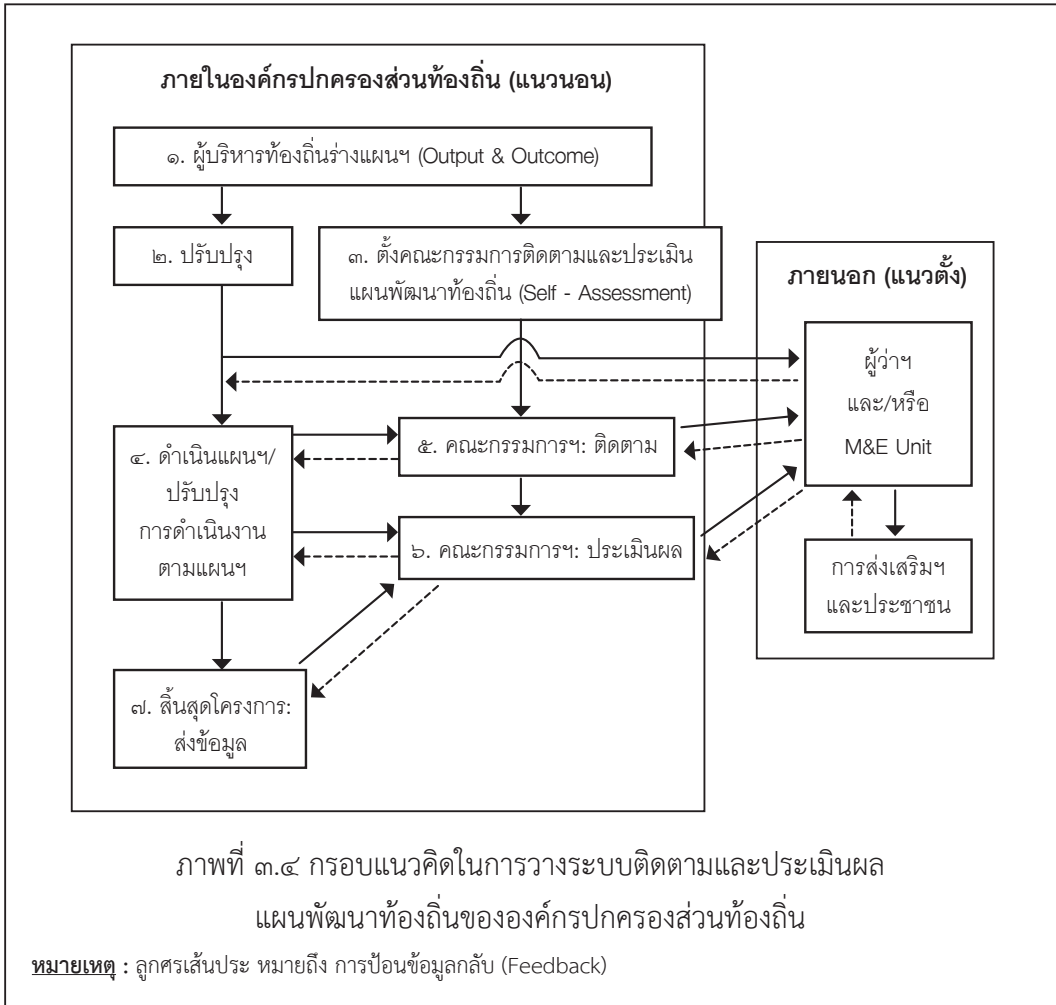 ภายในองค์กรปกครองส่วนท้องถิ่น (แนวนอน)
๑. ผู้บริหารท้องถิ่นร่างแผนฯ (Output & Outcome)
๒. ปรับปรุง
๓. ตั้งคณะกรรมการติดตามและประเมิน
แผนพัฒนาท้องถิ่น (Self - Assessment)
ภายนอก (แนวตั้ง)
ผู้ว่าฯ
และ/หรือ
M&E Unit
๔. ดำเนินแผนฯ/
ปรับปรุง
การดำเนินงาน
ตามแผนฯ
๕. คณะกรรมการฯ: ติดตาม
๖. คณะกรรมการฯ: ประเมินผล
การส่งเสริมฯ
และประชาชน
๗. สิ้นสุดโครงการ:
ส่งข้อมูล
ภาพที่ ๓.๔ กรอบแนวคิดในการวางระบบติดตามและประเมินผล
แผนพัฒนาท้องถิ่นขององค์กรปกครองส่วนท้องถิ่น
หมายเหตุ : ลูกศรเส้นประ หมายถึง การป้อนข้อมูลกลับ (Feedback)